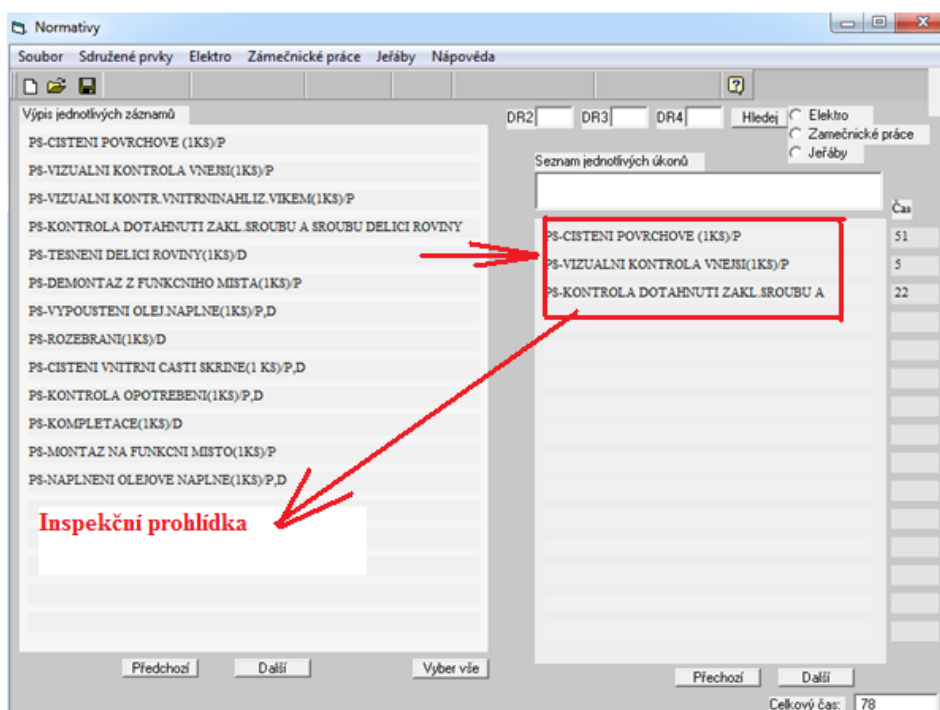 Normativy
Soubor Sdružené prvky Elektro Zámečnické práce Jeřáby Nápověda
Výpis jednotlivých záznamů
PS-CISTENI POVRCHOVE (1KS)/P
PS-VIZUALNI KONTROLA VNEJSI(1KS)/P
PS-VIZUALNI KONTR.VNITRNINAHLIZ.VIKEM(1KS)/P
PS-KONTROLA DOTAHNUTI ZAKL.SROUBU A SROUBU DELICI ROVINY
PS-TESNENI DELICI ROVINY(1KS)/D
PS-DEMONTAZ Z FUNKCNIHO MISTA(1KS)/P
PS-VYPOUSTENI OLEJ.NAPLNE(1KS)/P,D
PS-ROZEBRANI(1KS)/D
PS-CISTENI VNITRNI CASTI SKRINE(1 KS)/P,D
PS-KONTROLA OPOTREBENI(1KS)/P,D
PS-KOMPLETACE(1KS)/D
PS-MONTAZ NA FUNKCNI MISTO(1KS)/P
PS-NAPLNENI OLEJOVE NAPLNE(1KS)/P,D
Inspekční prohlídka
Předchozí Další Vyber vše
DR2 DR3 DR4 Hledej
Elektro
Zamečnické práce
Jeřáby
Seznam jednotlivých úkonů
Čas
PS-CISTENI POVRCHOVE (1KS)/P 51
PS-VIZUALNI KONTROLA VNEJSI(1KS)/P 5
PS-KONTROLA DOTAHNUTI ZAKL.SROUBU A 22
Přechozí Další
Celkový čas: 78